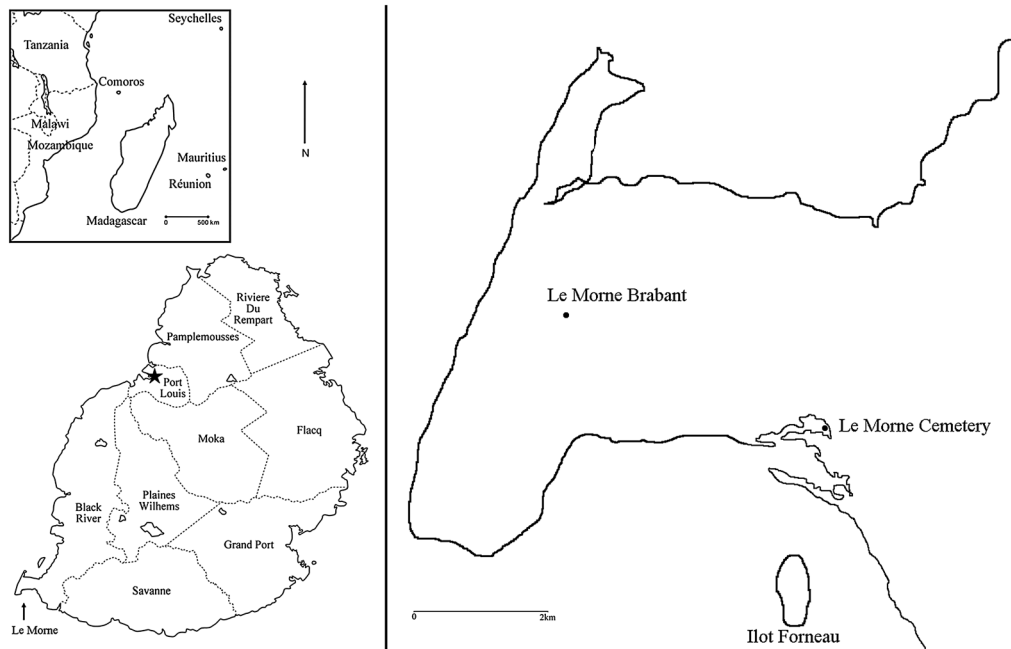 Seychelles
Tanzania
Comoros
Malawi
Mozambique
Mauritius
Réunion
Madagascar
0 500 km
N
Riviere
Du
Rempart
Pamplemousses
Port
Louis
Moka
Flacq
Plaines
Wilhems
Black
River
Grand Port
Savanne
Le Morne
Le Morne Brabant
Le Morne Cemetery
0 2km
Ilot Forneau